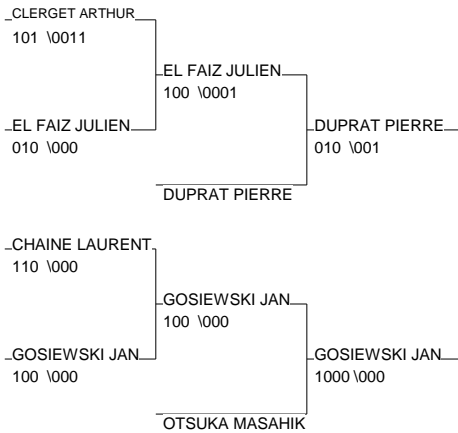 CLERGET ARTHUR
101 \0011
EL FAIZ JULIEN
100 \0001
EL FAIZ JULIEN
010 \000
DUPRAT PIERRE
010 \001
DUPRAT PIERRE
CHAINE LAURENT
110 \000
GOSIEWSKI JAN
100 \000
GOSIEWSKI JAN
100 \000
GOSIEWSKI JAN
1000 \000
OTSUKA MASAHIK